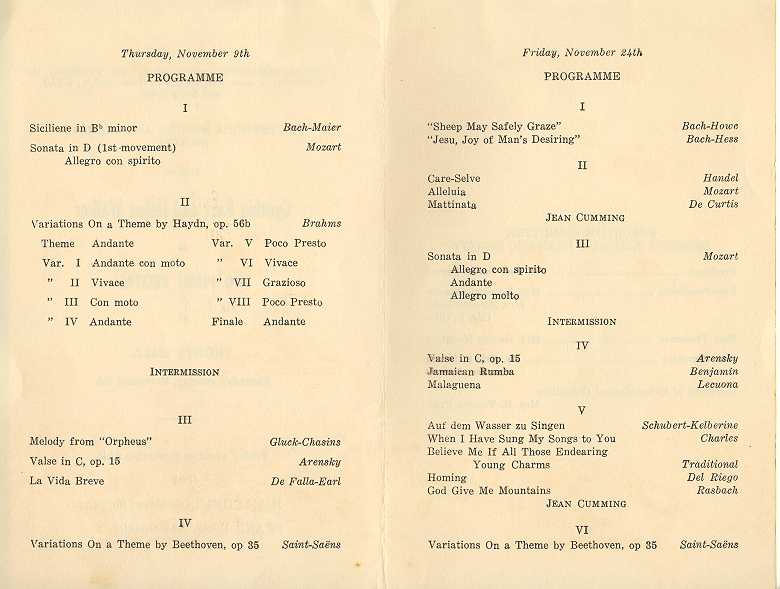 Thursday, November 9th
PROGRAMME
I
Siciliene in Bb minor Bach-Maier
Sonata in D (1st movement) Mozart
Allegro con spirito
II
Variations On a Theme by Haydn, op. 56b Brahms
Theme Andante Var. V Poco Presto
Var. I Andante con moto " VI Vivace
" II Vivace " VII Grazioso
" III Con moto " VIII Poco Presto
" IV Andante Finale Andante
INTERMISSION
III
Melody from "Orpheus" Gluck-Chasins
Valse in C, op. 15 Arensky
La Vida Breve De Falla-Earl
IV
Variations On a Theme by Beethoven, op 35 Saint-Saëns
Friday, November 24th
PROGRAMME
I
"Sheep May Safely Graze" Bach-Howe
"Jesu, Joy of Man's Desiring" Bach-Hess
II
Care-Selve Handel
Alleluia Mozart
Mattinata De Curtis
JEAN CUMMING
III
Sonata in D Mozart
Allegro con spirito
Andante
Allegro molto
INTERMISSION
IV
Valse in C, op. 15 Arensky
Jamaican Rumba Benjamin
Malaguena Lecuona
V
Auf dem Wasser zu Singen Schubert-Kelberine
When I Have Sung My Songs to You Charles
Believe Me If All Those Endearing
Young Charms Traditional
Homing Del Riego
God Give Me Mountains Rasbach
JEAN CUMMING
VI
Variations On a Theme by Beethoven, op 35 Saint-Saëns